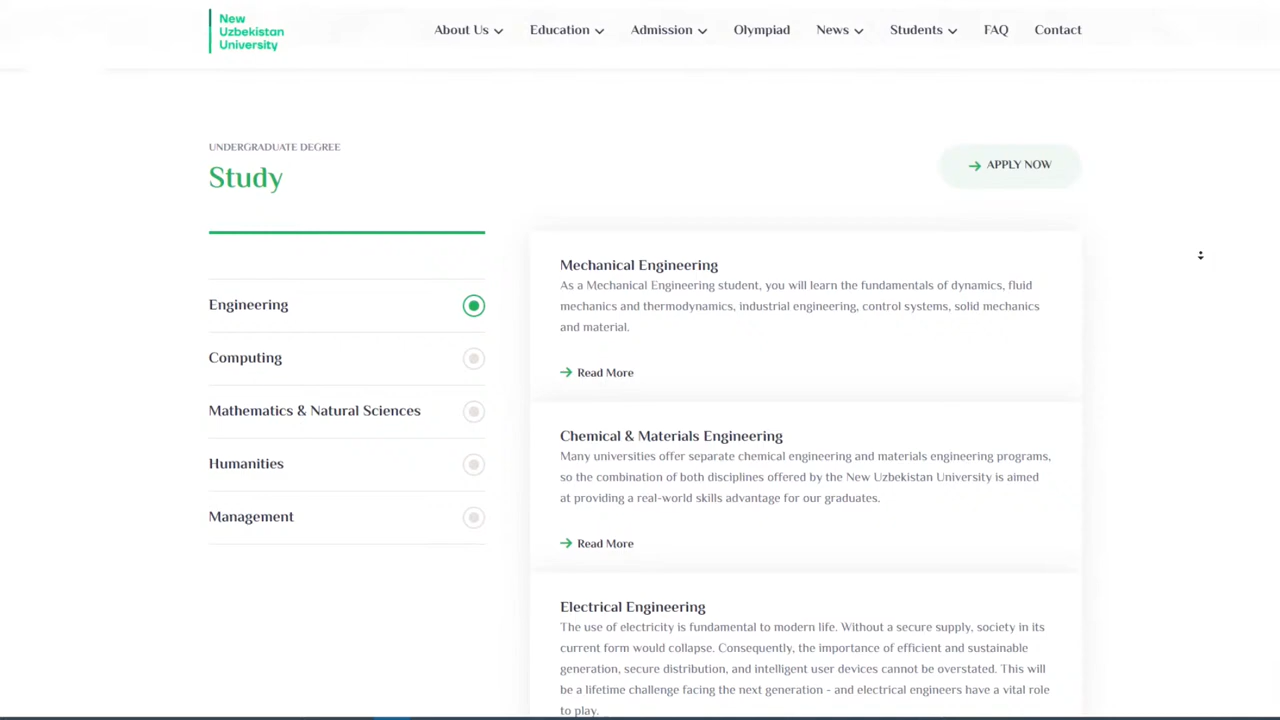 New
Uzbekistan
University
About Us
Education
Admission
Olympiad
News
Students
FAQ
Contact
UNDERGRADUATE DEGREE
Study
APPLY NOW
Engineering
Computing
Mathematics & Natural Sciences
Humanities
Management
Mechanical Engineering
As a Mechanical Engineering student, you will learn the fundamentals of dynamics, fluid
mechanics and thermodynamics, industrial engineering, control systems, solid mechanics
and material.
Read More
Chemical & Materials Engineering
Many universities offer separate chemical engineering and materials engineering programs,
so the combination of both disciplines offered by the New Uzbekistan University is aimed
at providing a real-world skills advantage for our graduates.
Read More
Electrical Engineering
The use of electricity is fundamental to modern life. Without a secure supply, society in its
current form would collapse. Consequently, the importance of efficient and sustainable
generation, secure distribution, and intelligent user devices cannot be overstated. This will
be a lifetime challenge facing the next generation - and electrical engineers have a vital role
to play.